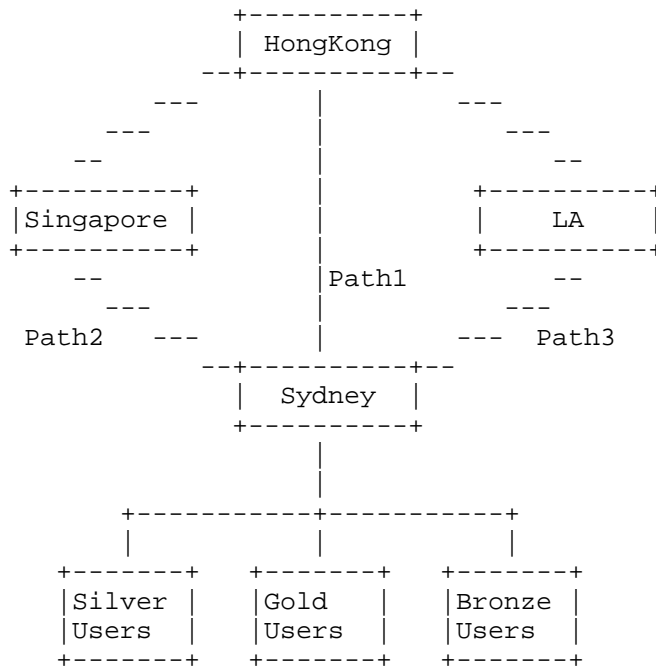 HongKong
Singapore
LA
Path1
Path2
Path3
Sydney
Silver Gold Bronze
Users Users Users